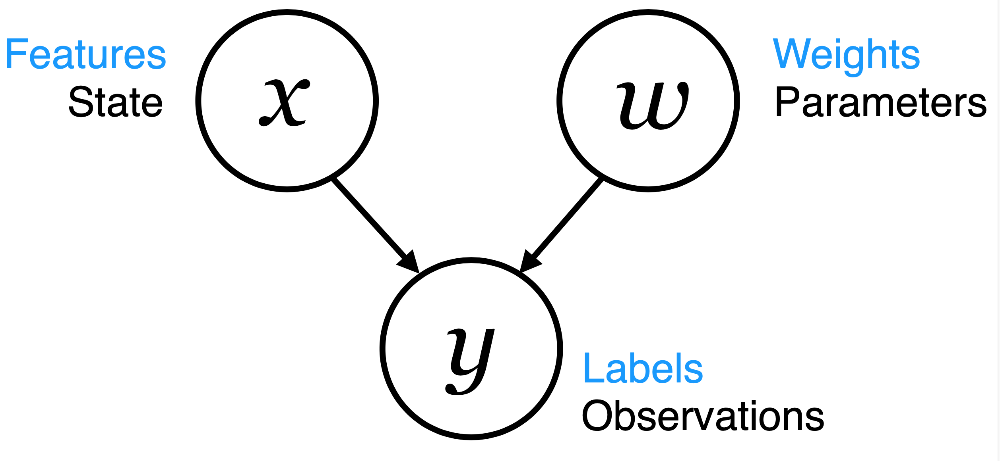 Features
State
x
w
Weights
Parameters
y
Labels
Observations